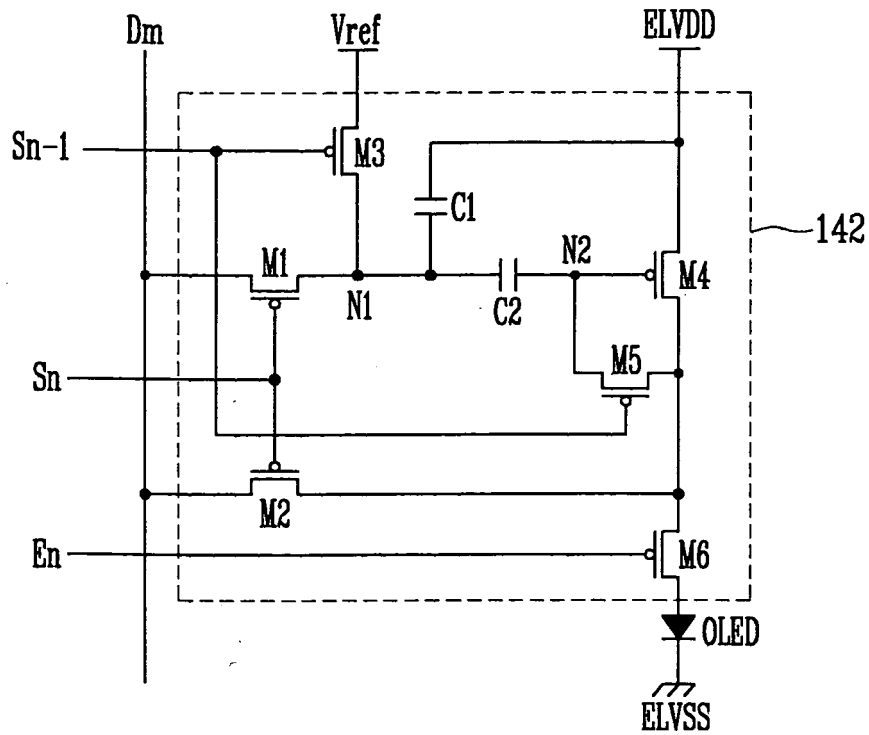 Dm
Vref
ELVDD
Sn-1
M3
C1
142
M1
N2
M4
N1
C2
M5
Sn
M2
En
M6
OLED
ELVSS